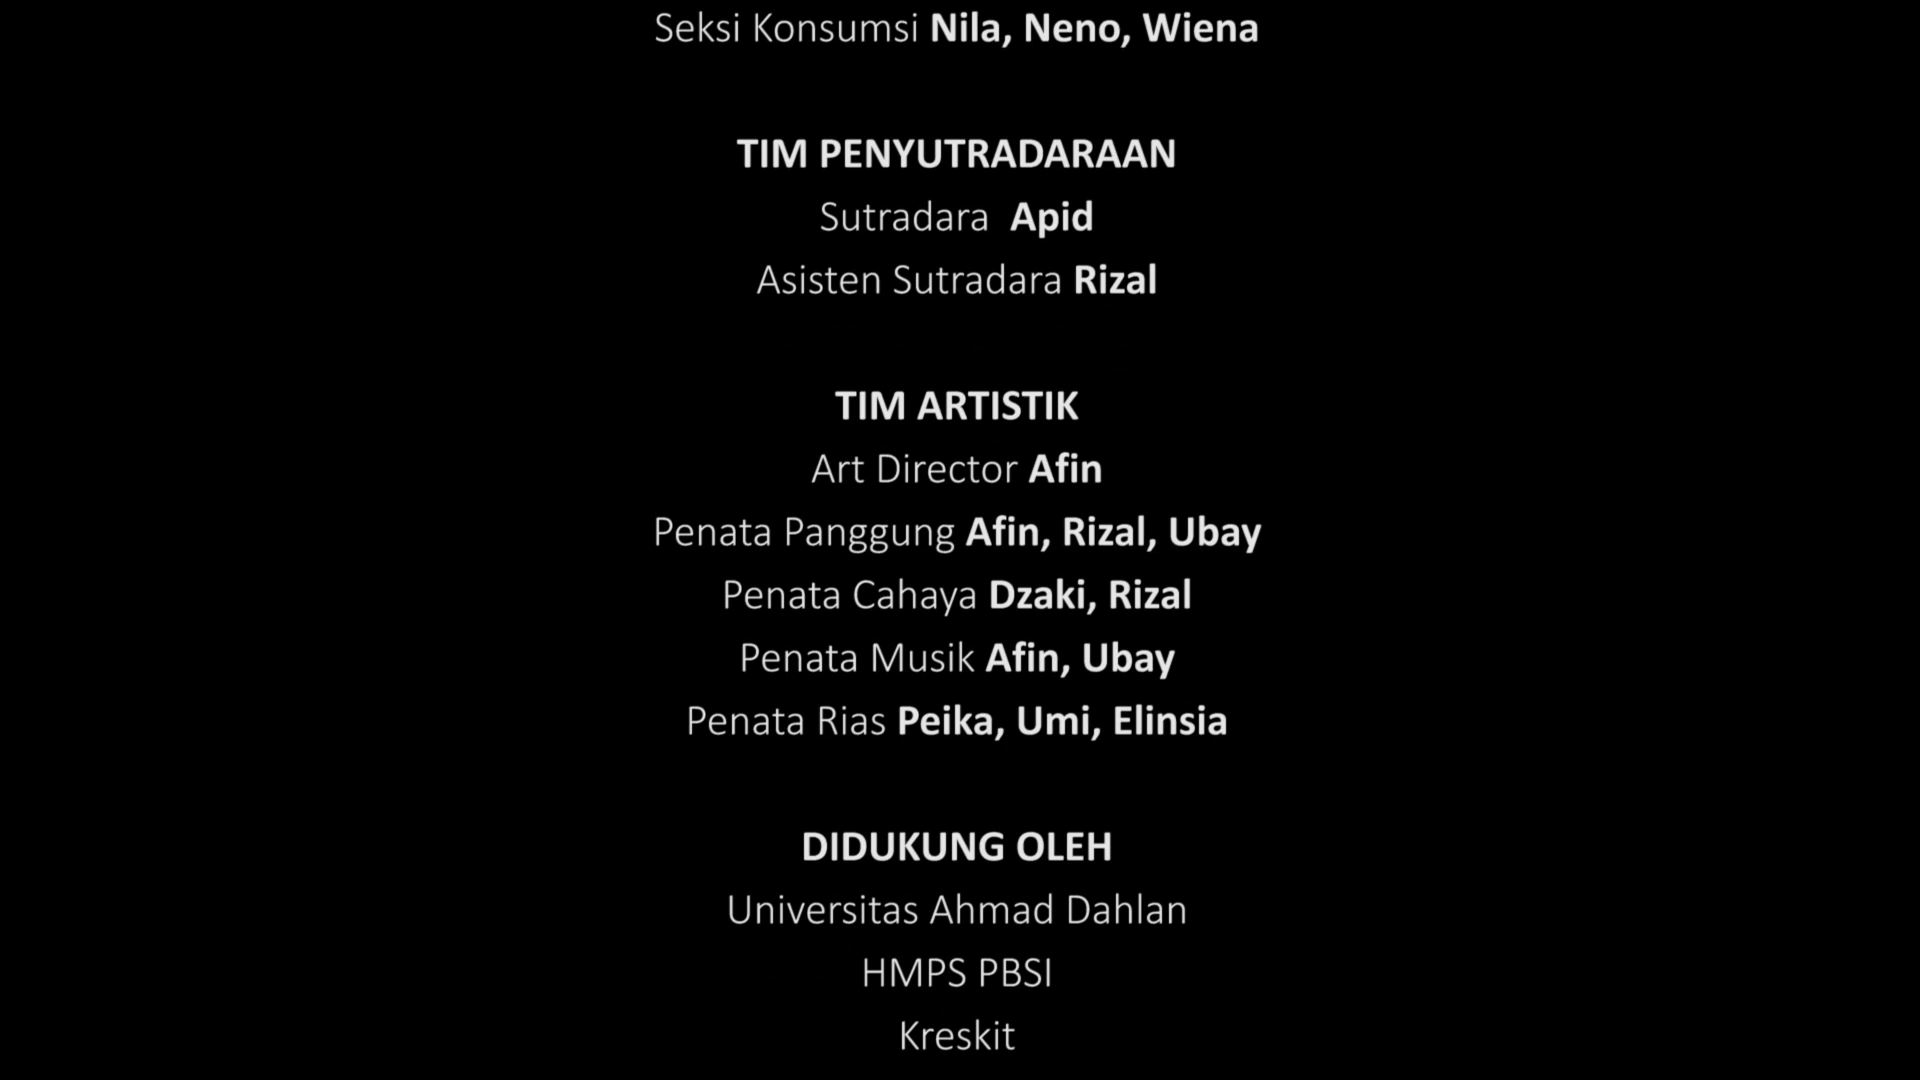 Seksi Konsumsi Nila, Neno, Wiena
TIM PENYUTRADARAAN
Sutradara  Apid
Asisten Sutradara Rizal
TIM ARTISTIK
Art Director Afin
Penata Panggung Afin, Rizal, Ubay
Penata Cahaya Dzaki, Rizal
Penata Musik Afin, Ubay
Penata Rias Peika, Umi, Elinsia
DIDUKUNG OLEH
Universitas Ahmad Dahlan
HMPS PBSI
Kreskit